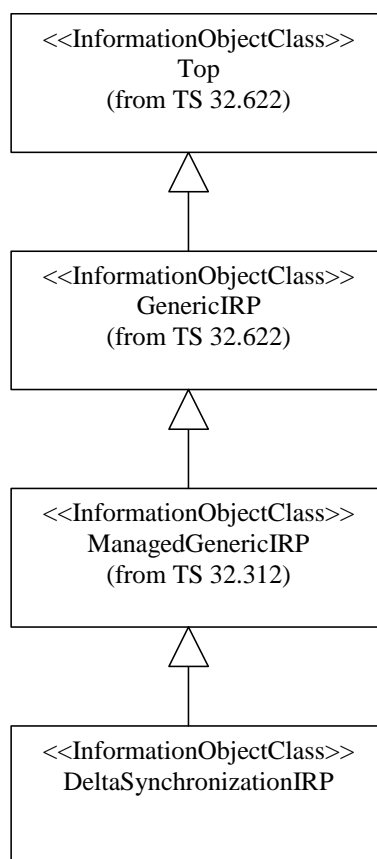 <<InformationObjectClass>>
Top
(from TS 32.622)
<<InformationObjectClass>>
GenericIRP
(from TS 32.622)
<<InformationObjectClass>>
ManagedGenericIRP
(from TS 32.312)
<<InformationObjectClass>>
DeltaSynchronizationIRP